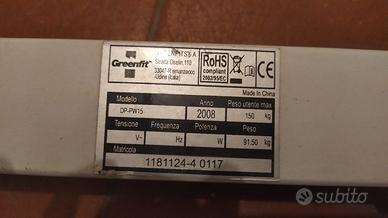 Greenfit
Strada Oselin, 110
33047-R emanzacco
-Udine (Italy)
RoHS
compliant
2002/95/EC
CE
Made In China
Modello
Anno
Peso utente max
DP-PW15
2008
150 kg
Tensione
Frequenza
Potenza
Peso
V~
Hz
W
91.50 kg
Matricola
1181124-4 0117
subito